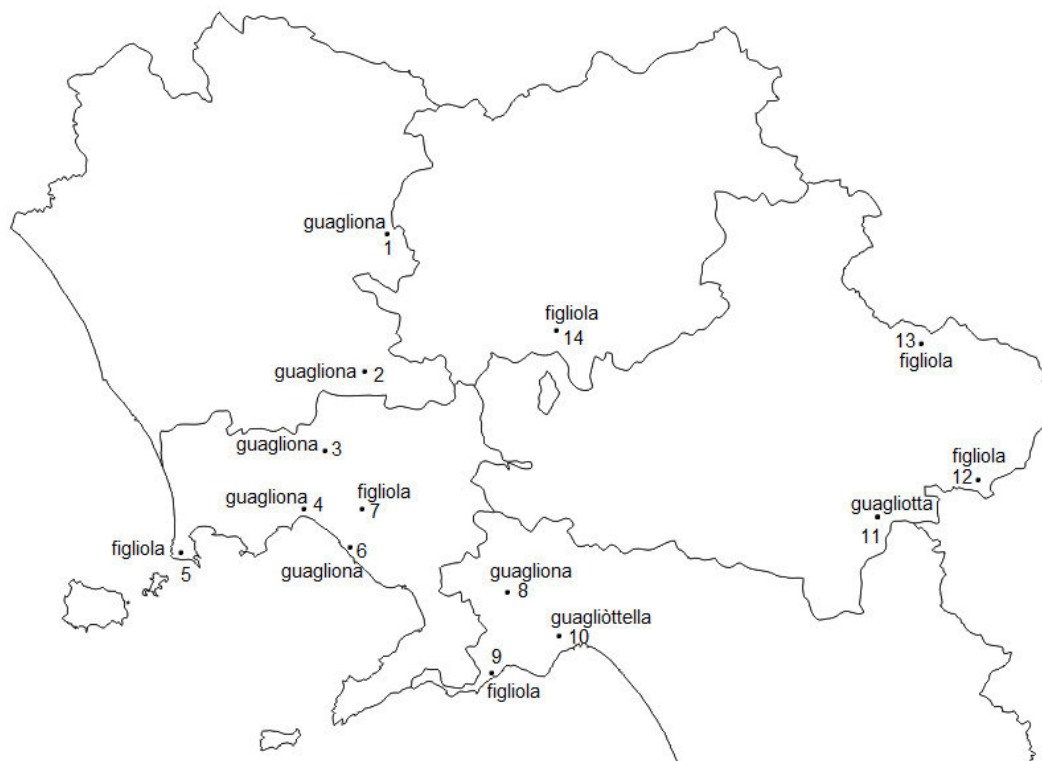 guagliona
1
figliola
14
13
figliola
guagliona 2
guagliona 3
figliola
12
guagliona 4
figliola
7
guagliotta
11
figliola
5
6
guagliona
guagliona
8
guagliòttella
10
9
figliola